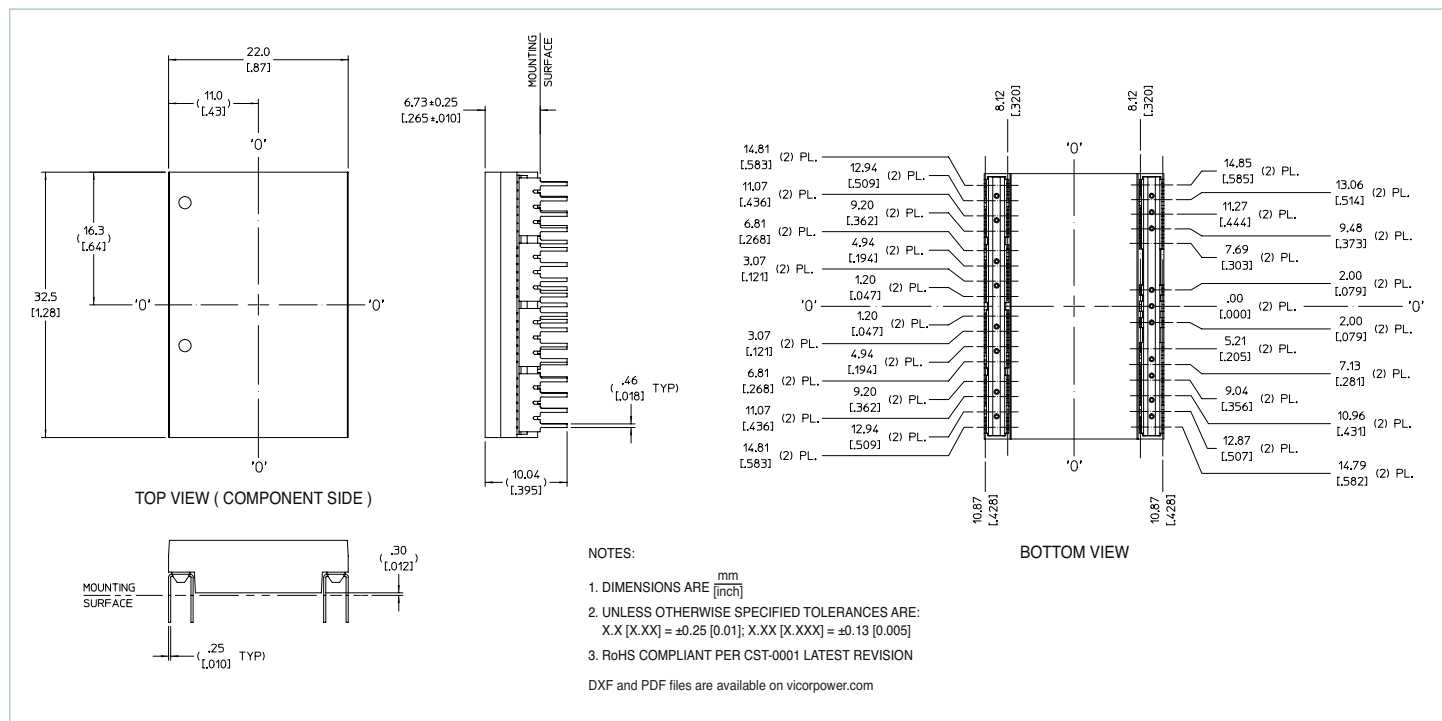 22.0
[.87]
( 11.0 )
[.43]
'0'
( 16.3 )
[.64]
32.5
[1.28]
'0'
'0'
'0'
TOP VIEW ( COMPONENT SIDE )
MOUNTING
SURFACE
6.73 ±0.25
[.265 ±.010]
( .46 TYP)
[.018]
( 10.04 )
[.395]
MOUNTING
SURFACE
( .30 )
[.012]
( .25 TYP)
[.010]
8.12
[.320]
8.12
[.320]
'0'
14.81
[.583] (2) PL.
12.94
[.509] (2) PL.
11.07
[.436] (2) PL.
9.20
[.362] (2) PL.
6.81
[.268] (2) PL.
4.94
[.194] (2) PL.
3.07
[.121] (2) PL.
1.20
[.047] (2) PL.
'0'
1.20
[.047] (2) PL.
3.07
[.121] (2) PL.
4.94
[.194] (2) PL.
6.81
[.268] (2) PL.
9.20
[.362] (2) PL.
11.07
[.436] (2) PL.
12.94
[.509] (2) PL.
14.81
[.583] (2) PL.
14.85
[.585] (2) PL.
13.06
[.514] (2) PL.
11.27
[.444] (2) PL.
9.48
[.373] (2) PL.
7.69
[.303] (2) PL.
2.00
[.079] (2) PL.
.00
[.000] (2) PL.
'0'
2.00
[.079] (2) PL.
5.21
[.205] (2) PL.
7.13
[.281] (2) PL.
9.04
[.356] (2) PL.
10.96
[.431] (2) PL.
12.87
[.507] (2) PL.
14.79
[.582] (2) PL.
'0'
10.87
[.428]
10.87
[.428]
BOTTOM VIEW
NOTES:
1. DIMENSIONS ARE mm
[inch]
2. UNLESS OTHERWISE SPECIFIED TOLERANCES ARE:
X.X [X.XX] = ±0.25 [0.01]; X.XX [X.XXX] = ±0.13 [0.005]
3. RoHS COMPLIANT PER CST-0001 LATEST REVISION
DXF and PDF files are available on vicorpower.com